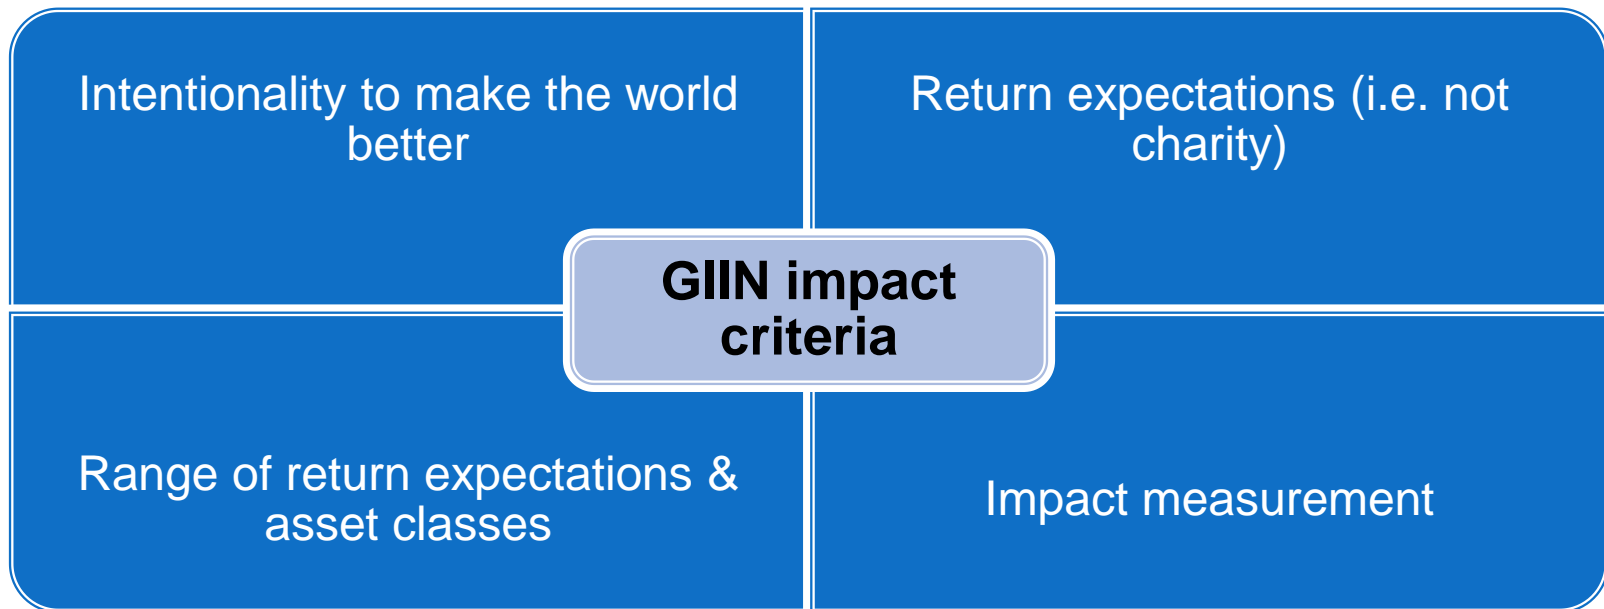 Intentionality to make the world
better
Return expectations (i.e. not
charity)
GIIN impact
criteria
Range of return expectations &
asset classes
Impact measurement